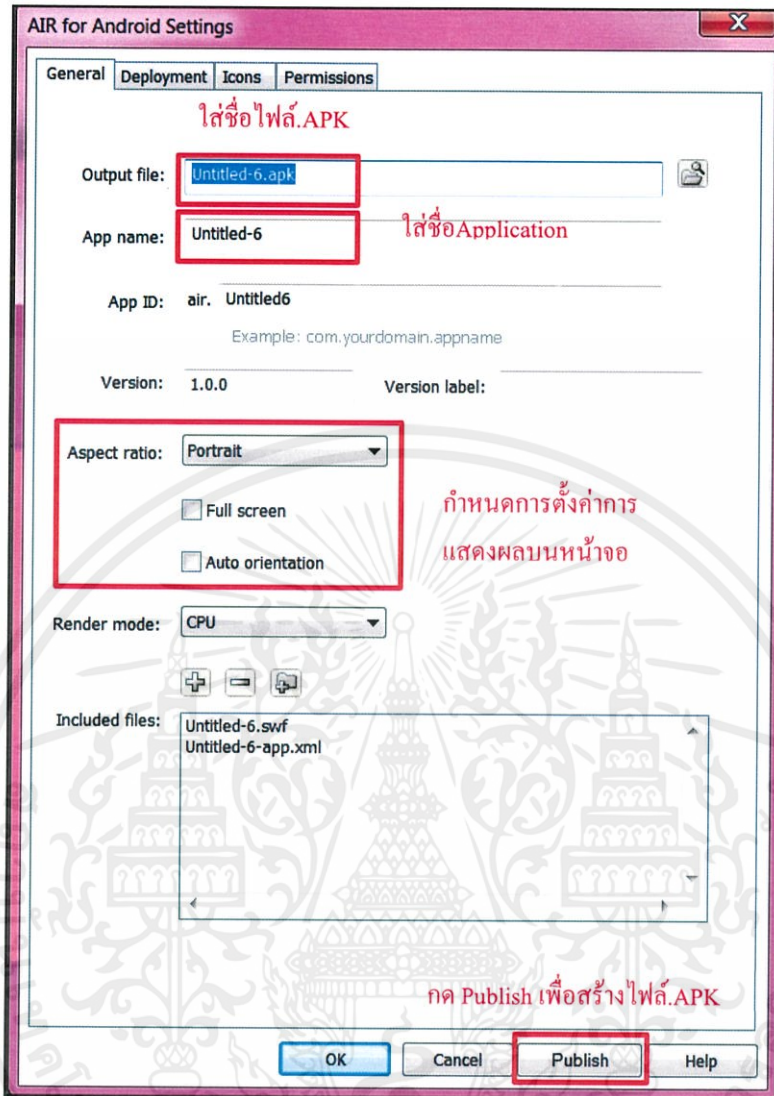 AIR for Android Settings
General Deployment Icons Permissions
ใส่ชื่อไฟล์.APK
Output file: Untitled-6.apk
App name: Untitled-6 ใส่ชื่อApplication
App ID: air. Untitled6
Example: com.yourdomain.appname
Version: 1.0.0 Version label:
Aspect ratio: Portrait
Full screen
กำหนดการตั้งค่าการ
Auto orientation
แสดงผลบนหน้าจอ
Render mode: CPU
Included files: Untitled-6.swf
Untitled-6-app.xml
กด Publish เพื่อสร้างไฟล์.APK
OK Cancel Publish Help